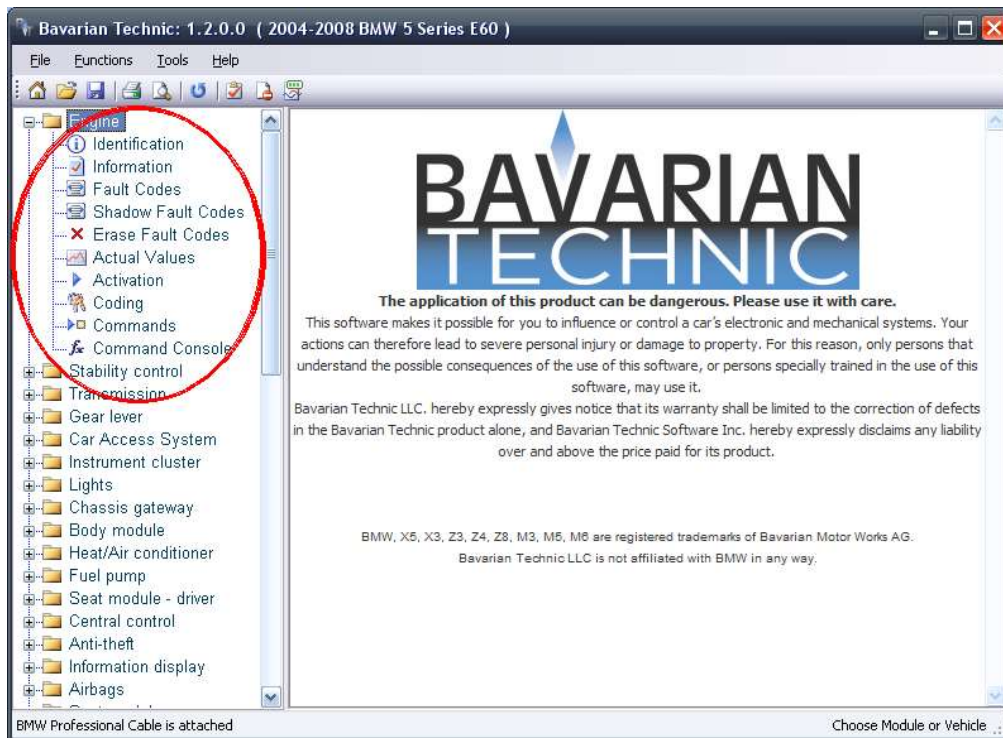 Bavarian Technic: 1.2.0.0 ( 2004-2008 BMW 5 Series E60 )
File Functions Tools Help
Engine
Identification
Information
Fault Codes
Shadow Fault Codes
Erase Fault Codes
Actual Values
Activation
Coding
Commands
Command Console
Stability control
Transmission
Gear lever
Car Access System
Instrument cluster
Lights
Chassis gateway
Body module
Heat/Air conditioner
Fuel pump
Seat module - driver
Central control
Anti-theft
Information display
Airbags
BAVARIAN
TECHNIC
The application of this product can be dangerous. Please use it with care.
This software makes it possible for you to influence or control a car's electronic and mechanical systems. Your
actions can therefore lead to severe personal injury or damage to property. For this reason, only persons that
understand the possible consequences of the use of this software, or persons specially trained in the use of this
software, may use it.
Bavarian Technic LLC. hereby expressly gives notice that its warranty shall be limited to the correction of defects
in the Bavarian Technic product alone, and Bavarian Technic Software Inc. hereby expressly disclaims any liability
over and above the price paid for its product.
BMW, X5, X3, Z3, Z4, Z8, M3, M5, M6 are registered trademarks of Bavarian Motor Works AG.
Bavarian Technic LLC is not affiliated with BMW in any way.
BMW Professional Cable is attached
Choose Module or Vehicle